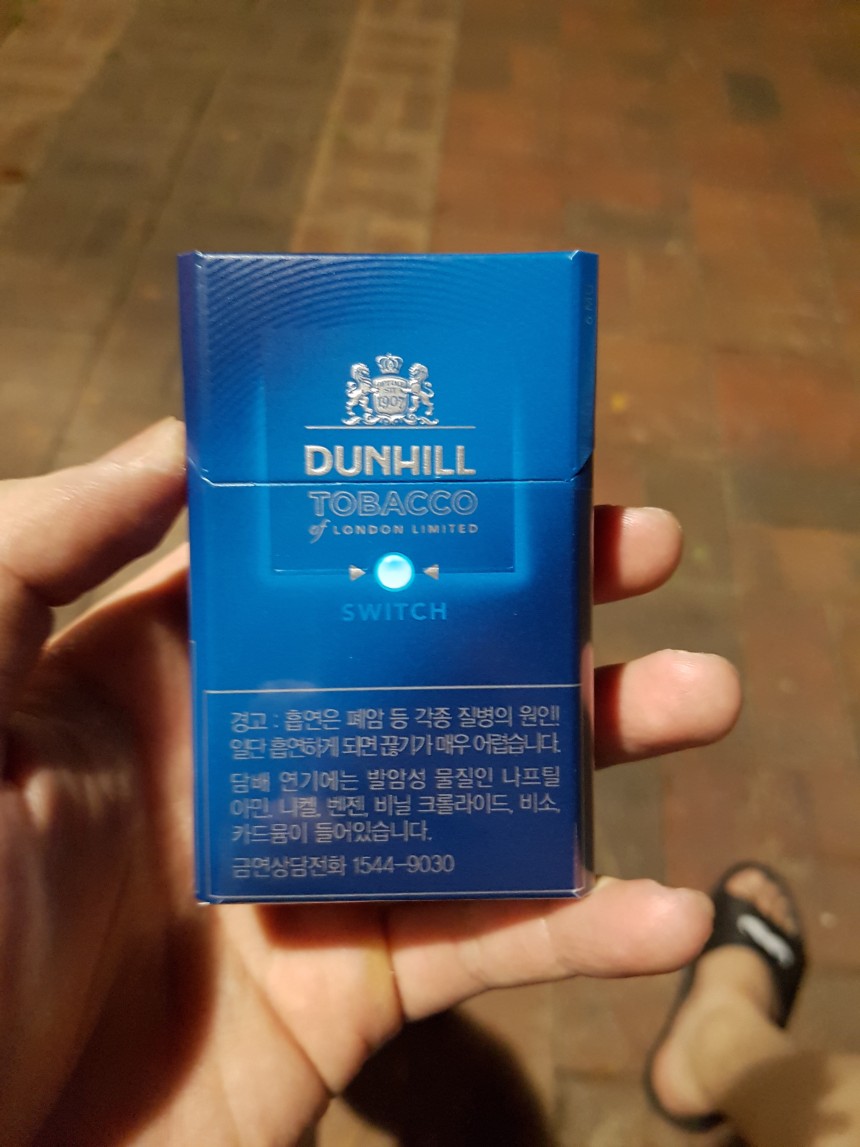 1907
DUNHILL
TOBACCO
of LONDON LIMITED
SWITCH
경고 : 흡연은 폐암 등 각종 질병의 원인!
일단 흡연하게 되면 끊기가 매우 어렵습니다.
담배 연기에는 발암성 물질인 나프틸
아민, 니켈, 벤젠, 비닐 크롤라이드, 비소,
카드뮴이 들어있습니다.
금연상담전화 1544-9030